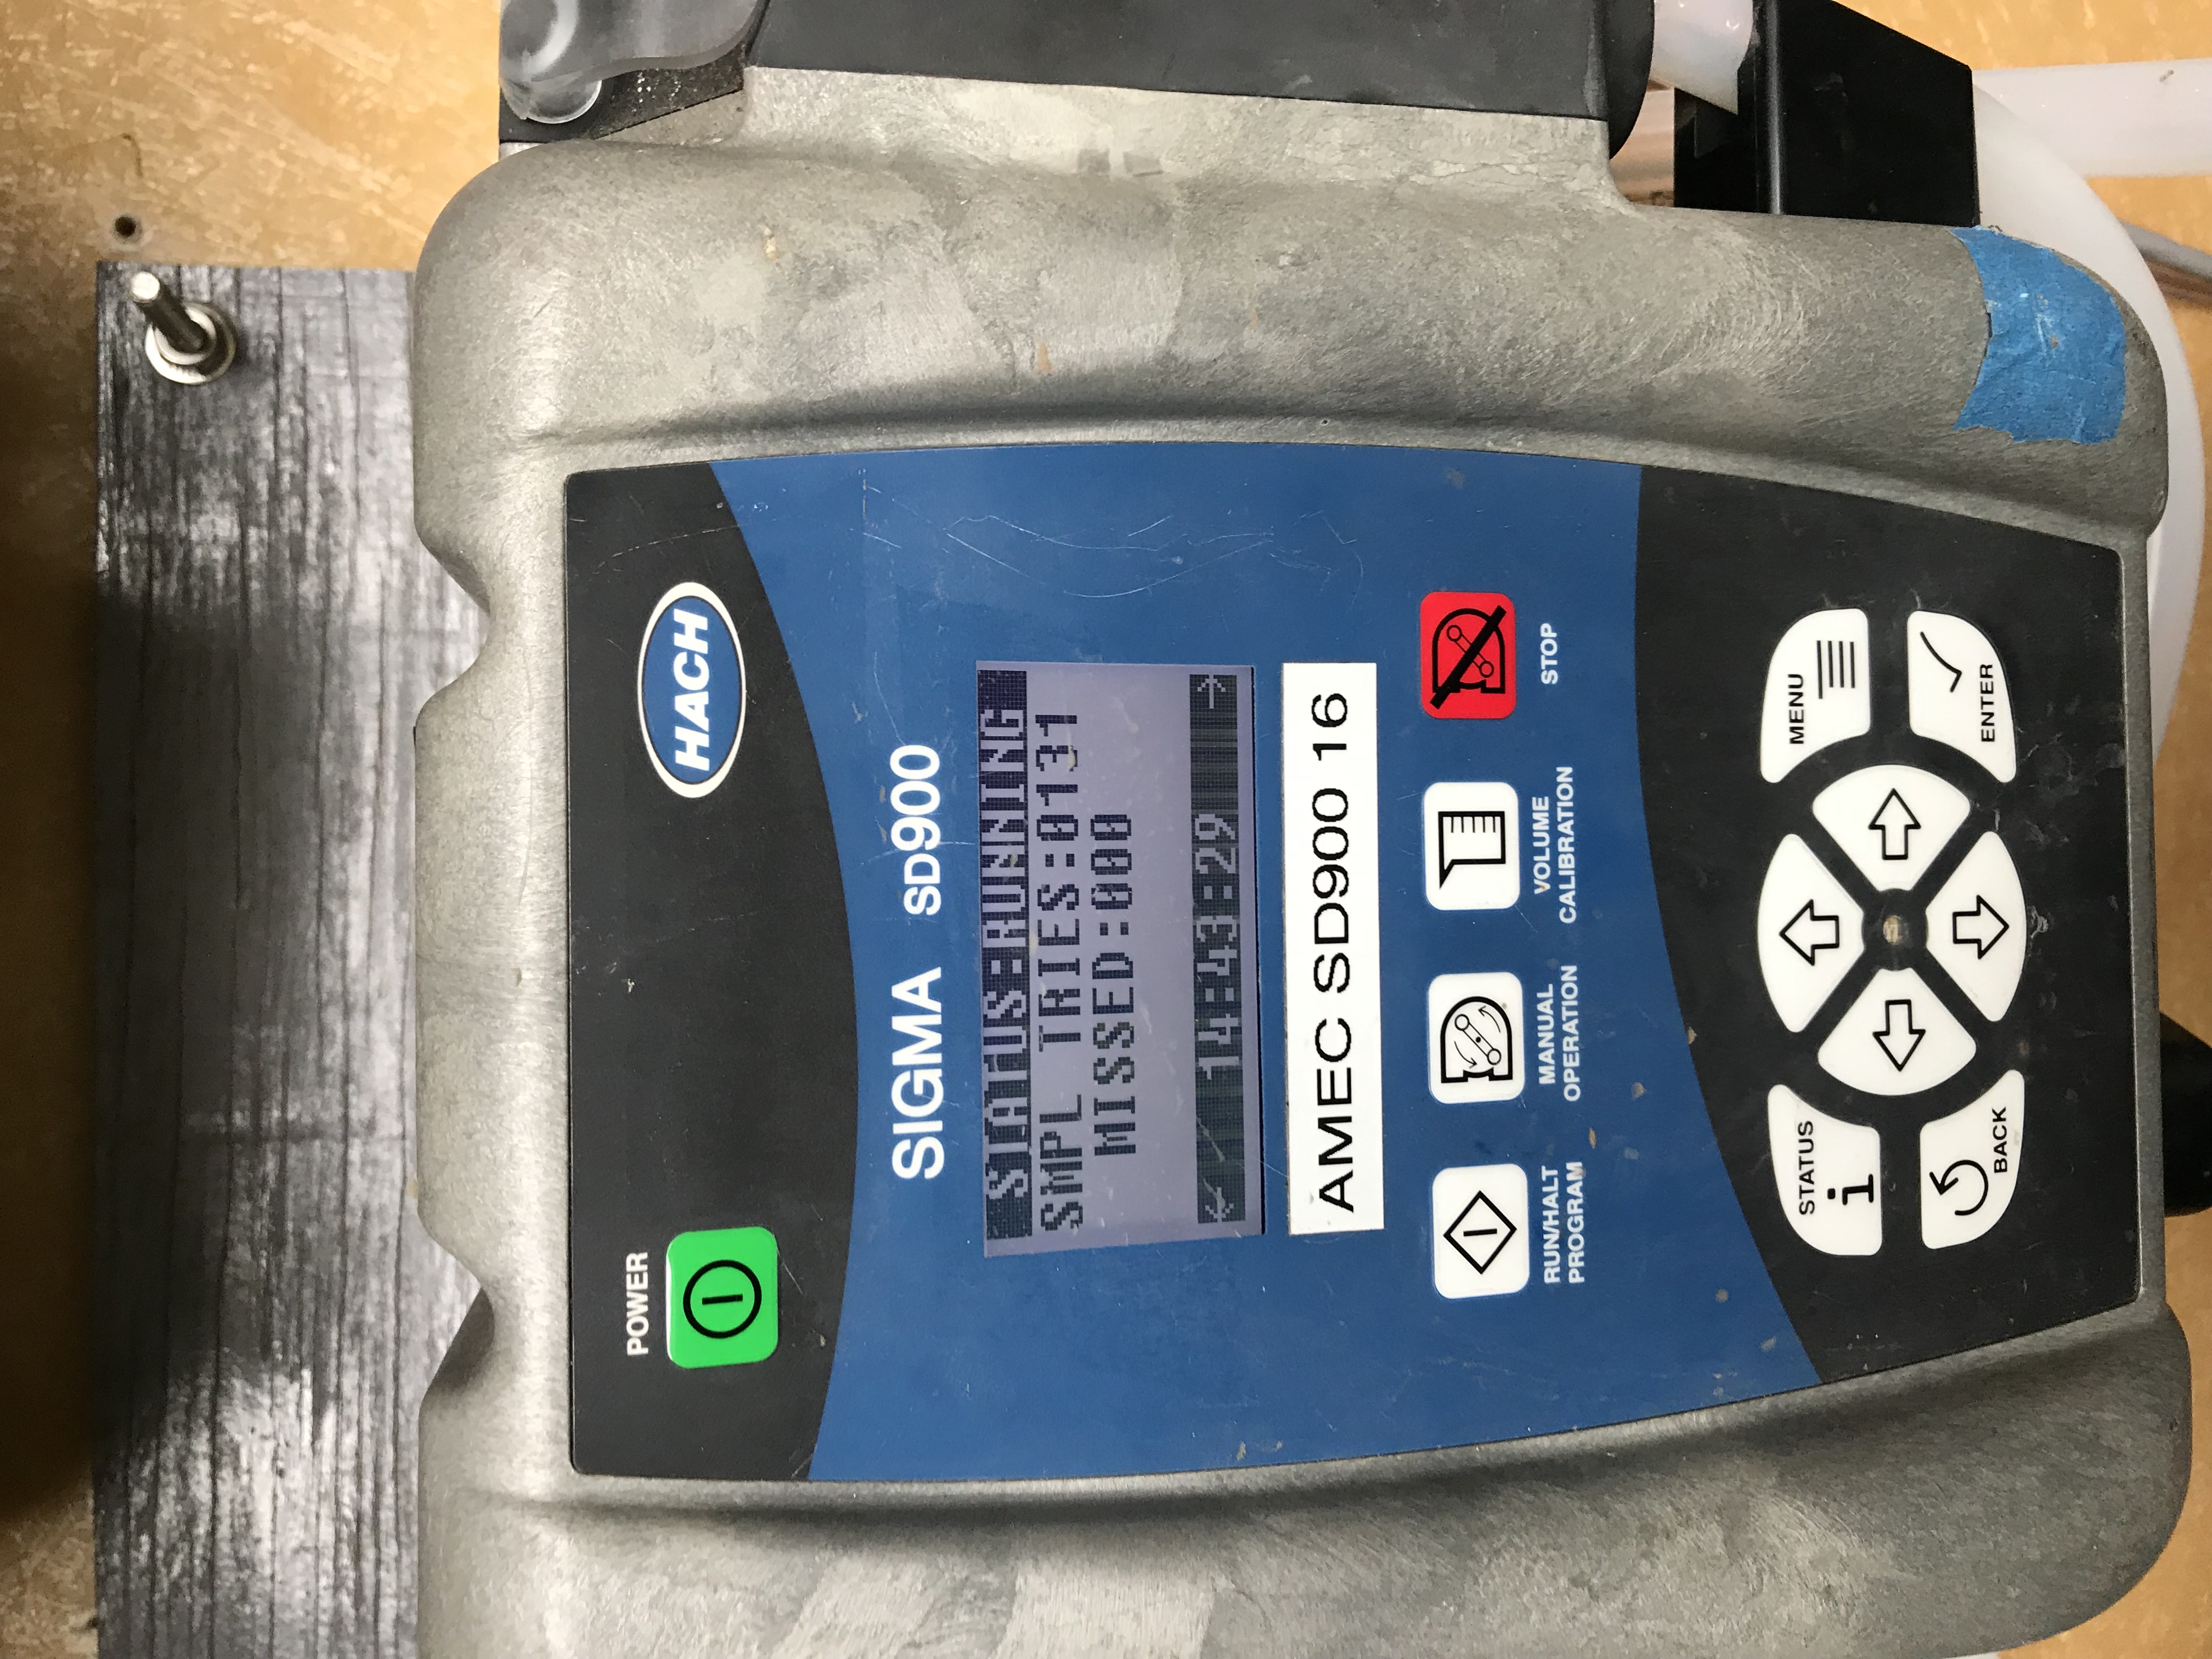 POWER
HACH
SIGMA SD900
STATUS:RUNNING
SMPL TRIES:0131
MISSED:000
← 14:43:29 →
AMEC SD900 16
RUN/HALT PROGRAM
MANUAL OPERATION
VOLUME CALIBRATION
STOP
STATUS
i
MENU
BACK
ENTER